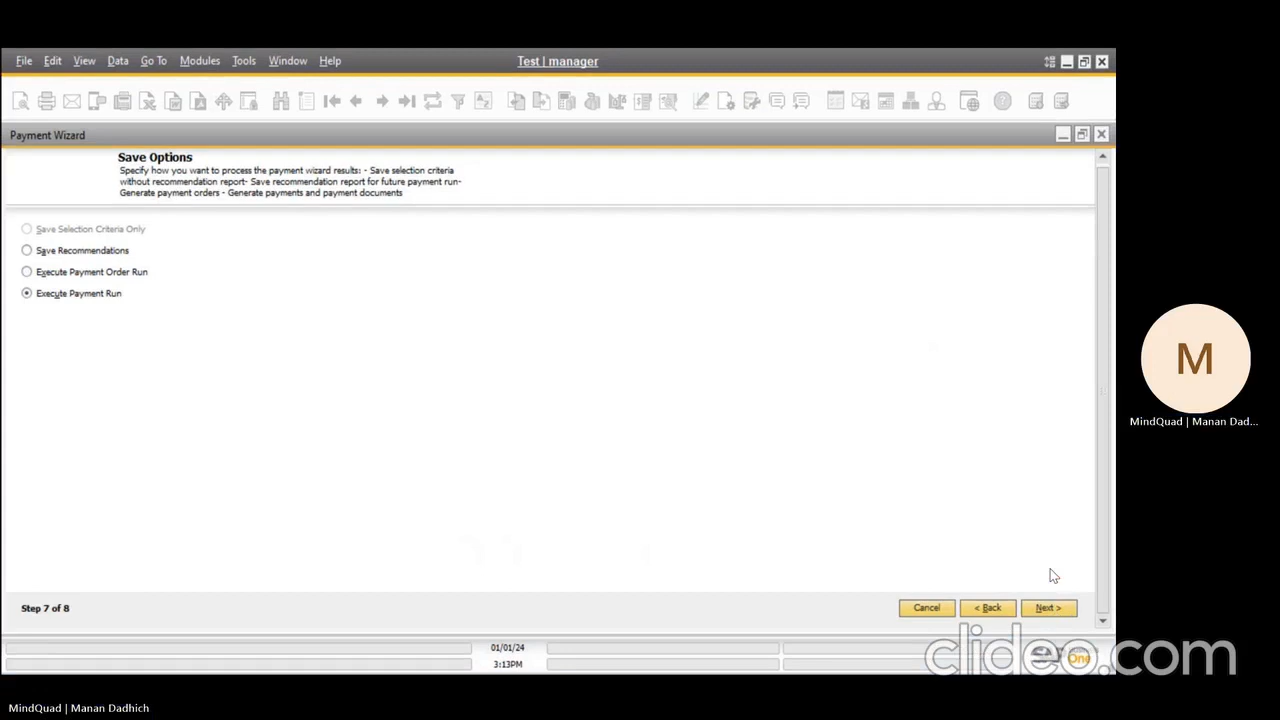 File Edit View Data Go To Modules Tools Window Help Test | manager
Payment Wizard
Save Options
Specify how you want to process the payment wizard results: - Save selection criteria
without recommendation report- Save recommendation report for future payment run-
Generate payment orders - Generate payments and payment documents
Save Selection Criteria Only
Save Recommendations
Execute Payment Order Run
Execute Payment Run
M
MindQuad | Manan Dad...
Step 7 of 8
Cancel < Back Next >
01/01/24
3:13PM
clideo.com
One
MindQuad | Manan Dadhich